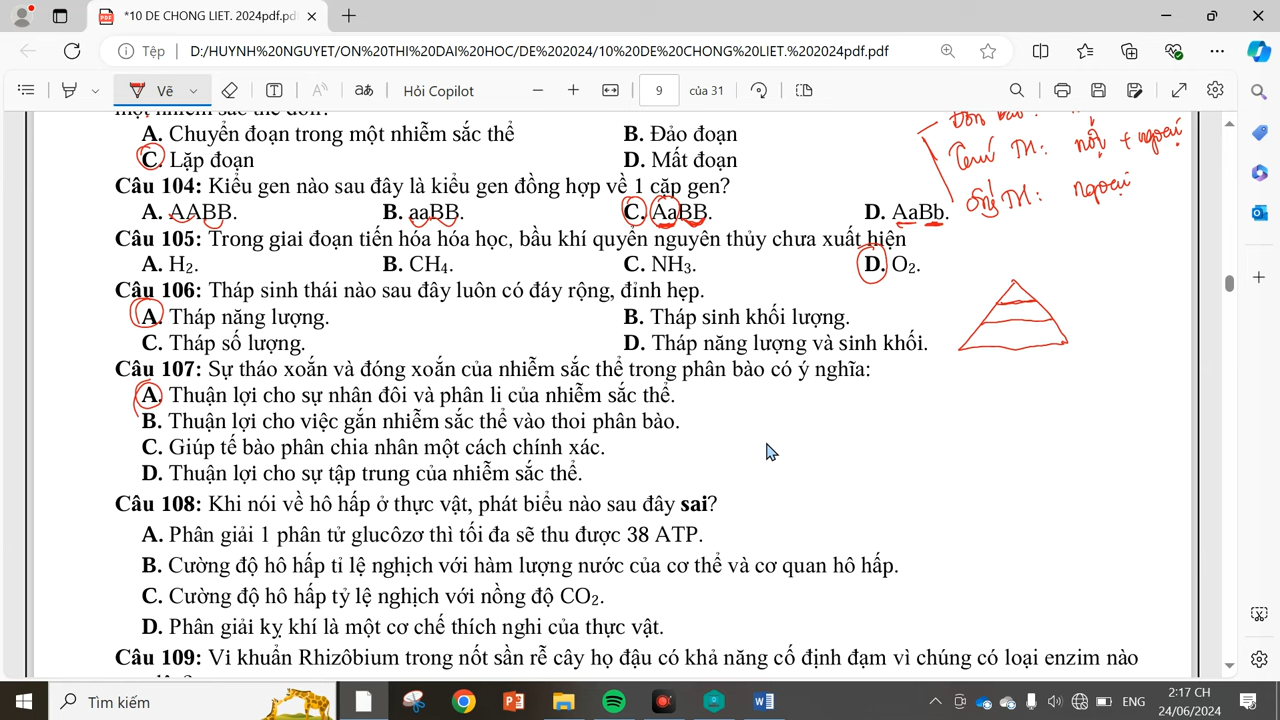 *10 DE CHONG LIET. 2024pdf.pdf
Tệp D:/HUYNH%20NGUYET/ON%20THI%20DAI%20HOC/DE%202024/10%20DE%20CHONG%20LIET.%202024pdf.pdf
Vẽ aあ Hỏi Copilot 9 của 31
một nhiễm sắc thể đơn?
A. Chuyển đoạn trong một nhiễm sắc thể B. Đảo đoạn
C. Lặp đoạn D. Mất đoạn
TH: nội + ngoại
Ống TH: ngoại
Câu 104: Kiểu gen nào sau đây là kiểu gen đồng hợp về 1 cặp gen?
A. AABB. B. aaBB. C. AaBB. D. AaBb.
Câu 105: Trong giai đoạn tiến hóa hóa học, bầu khí quyển nguyên thủy chưa xuất hiện
A. H2. B. CH4. C. NH3. D. O2.
Câu 106: Tháp sinh thái nào sau đây luôn có đáy rộng, đỉnh hẹp.
A. Tháp năng lượng. B. Tháp sinh khối lượng.
C. Tháp số lượng. D. Tháp năng lượng và sinh khối.
Câu 107: Sự tháo xoắn và đóng xoắn của nhiễm sắc thể trong phân bào có ý nghĩa:
A. Thuận lợi cho sự nhân đôi và phân li của nhiễm sắc thể.
B. Thuận lợi cho việc gắn nhiễm sắc thể vào thoi phân bào.
C. Giúp tế bào phân chia nhân một cách chính xác.
D. Thuận lợi cho sự tập trung của nhiễm sắc thể.
Câu 108: Khi nói về hô hấp ở thực vật, phát biểu nào sau đây sai?
A. Phân giải 1 phân tử glucôzơ thì tối đa sẽ thu được 38 ATP.
B. Cường độ hô hấp tỉ lệ nghịch với hàm lượng nước của cơ thể và cơ quan hô hấp.
C. Cường độ hô hấp tỷ lệ nghịch với nồng độ CO2.
D. Phân giải kỵ khí là một cơ chế thích nghi của thực vật.
Câu 109: Vi khuẩn Rhizôbium trong nốt sần rễ cây họ đậu có khả năng cố định đạm vì chúng có loại enzim nào
Tìm kiếm ENG 2:17 CH
24/06/2024